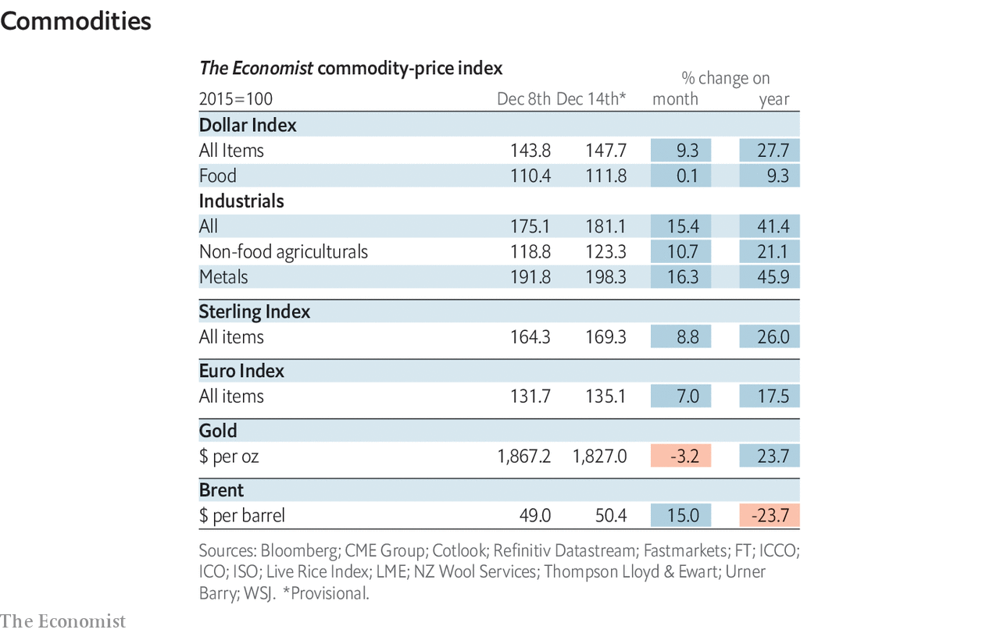 Commodities
The Economist commodity-price index
% change on
2015=100 Dec 8th Dec 14th* month year
Dollar Index
All Items 143.8 147.7 9.3 27.7
Food 110.4 111.8 0.1 9.3
Industrials
All 175.1 181.1 15.4 41.4
Non-food agriculturals 118.8 123.3 10.7 21.1
Metals 191.8 198.3 16.3 45.9
Sterling Index
All items 164.3 169.3 8.8 26.0
Euro Index
All items 131.7 135.1 7.0 17.5
Gold
$ per oz 1,867.2 1,827.0 -3.2 23.7
Brent
$ per barrel 49.0 50.4 15.0 -23.7
Sources: Bloomberg; CME Group; Cotlook; Refinitiv Datastream; Fastmarkets; FT; ICCO;
ICO; ISO; Live Rice Index; LME; NZ Wool Services; Thompson Lloyd & Ewart; Urner
Barry; WSJ. *Provisional.
The Economist